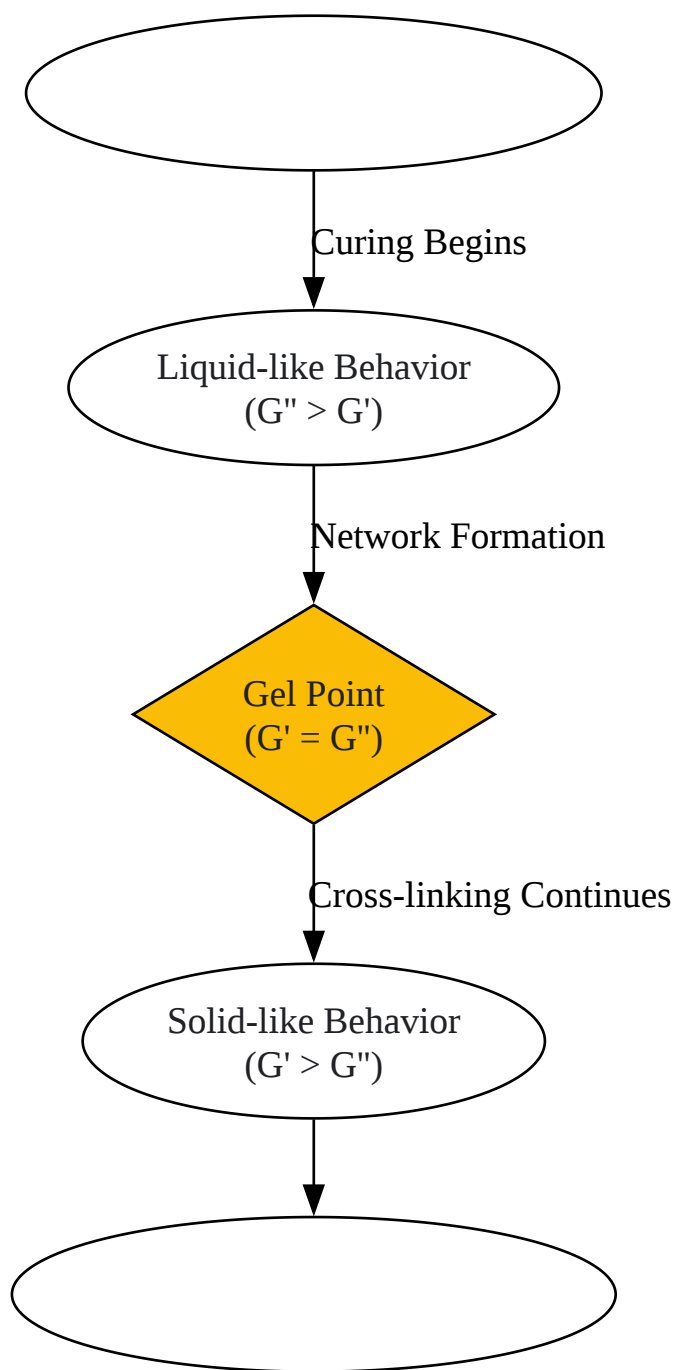 Curing Begins
Liquid-like Behavior
(G" > G')
Network Formation
Gel Point
(G' = G")
Cross-linking Continues
Solid-like Behavior
(G' > G")